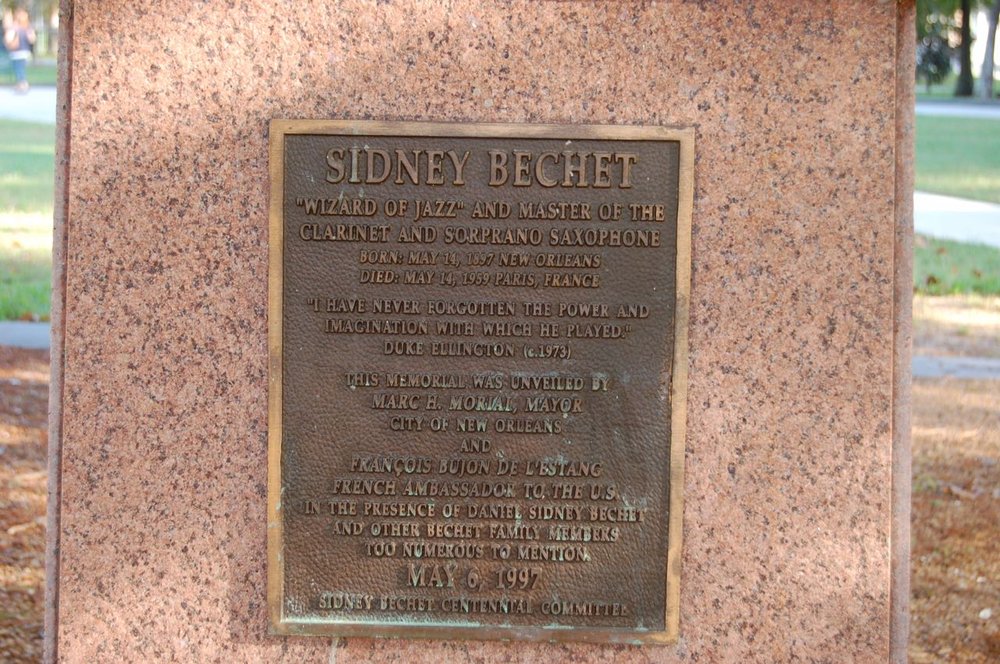 SIDNEY BECHET
"WIZARD OF JAZZ" AND MASTER OF THE
CLARINET AND SORPRANO SAXOPHONE
BORN: MAY 14, 1897 NEW ORLEANS
DIED: MAY 14, 1959 PARIS, FRANCE
"I HAVE NEVER FORGOTTEN THE POWER AND
IMAGINATION WITH WHICH HE PLAYED."
DUKE ELLINGTON (c.1973)
THIS MEMORIAL WAS UNVEILED BY
MARC H. MORIAL, MAYOR
CITY OF NEW ORLEANS
AND
FRANÇOIS BUJON DE L'ESTANG
FRENCH AMBASSADOR TO THE U.S.
IN THE PRESENCE OF DANIEL SIDNEY BECHET
AND OTHER BECHET FAMILY MEMBERS
TOO NUMEROUS TO MENTION.
MAY 6, 1997
SIDNEY BECHET CENTENNIAL COMMITTEE